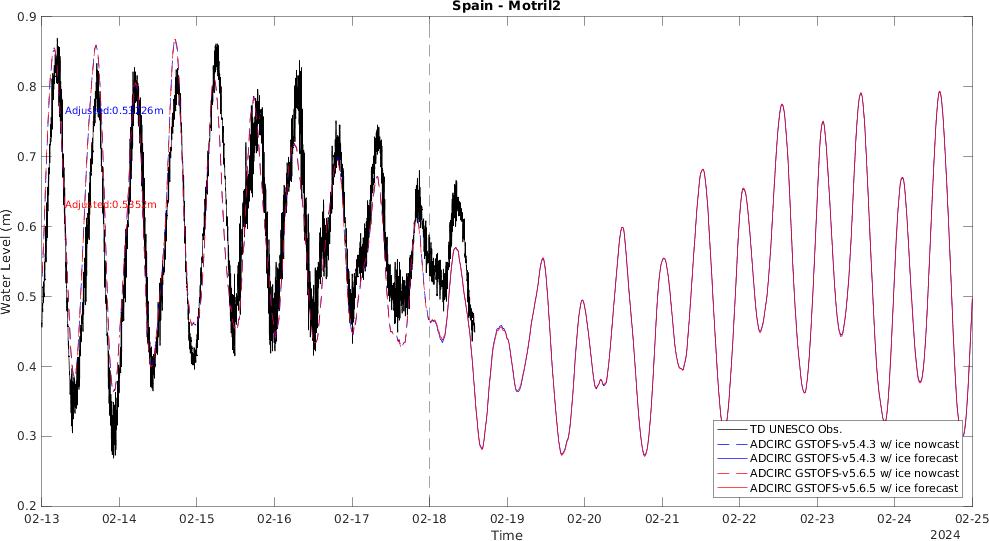 Spain - Motril2
0.9
0.8
0.7
0.6
0.5
0.4
0.3
0.2
Water Level (m)
Adjusted:0.5352m
TD UNESCO Obs.
ADCIRC GSTOFS-v5.4.3 w/ ice nowcast
ADCIRC GSTOFS-v5.4.3 w/ ice forecast
ADCIRC GSTOFS-v5.6.5 w/ ice nowcast
ADCIRC GSTOFS-v5.6.5 w/ ice forecast
02-13 02-14 02-15 02-16 02-17 02-18 02-19 02-20 02-21 02-22 02-23 02-24 02-25
Time
2024